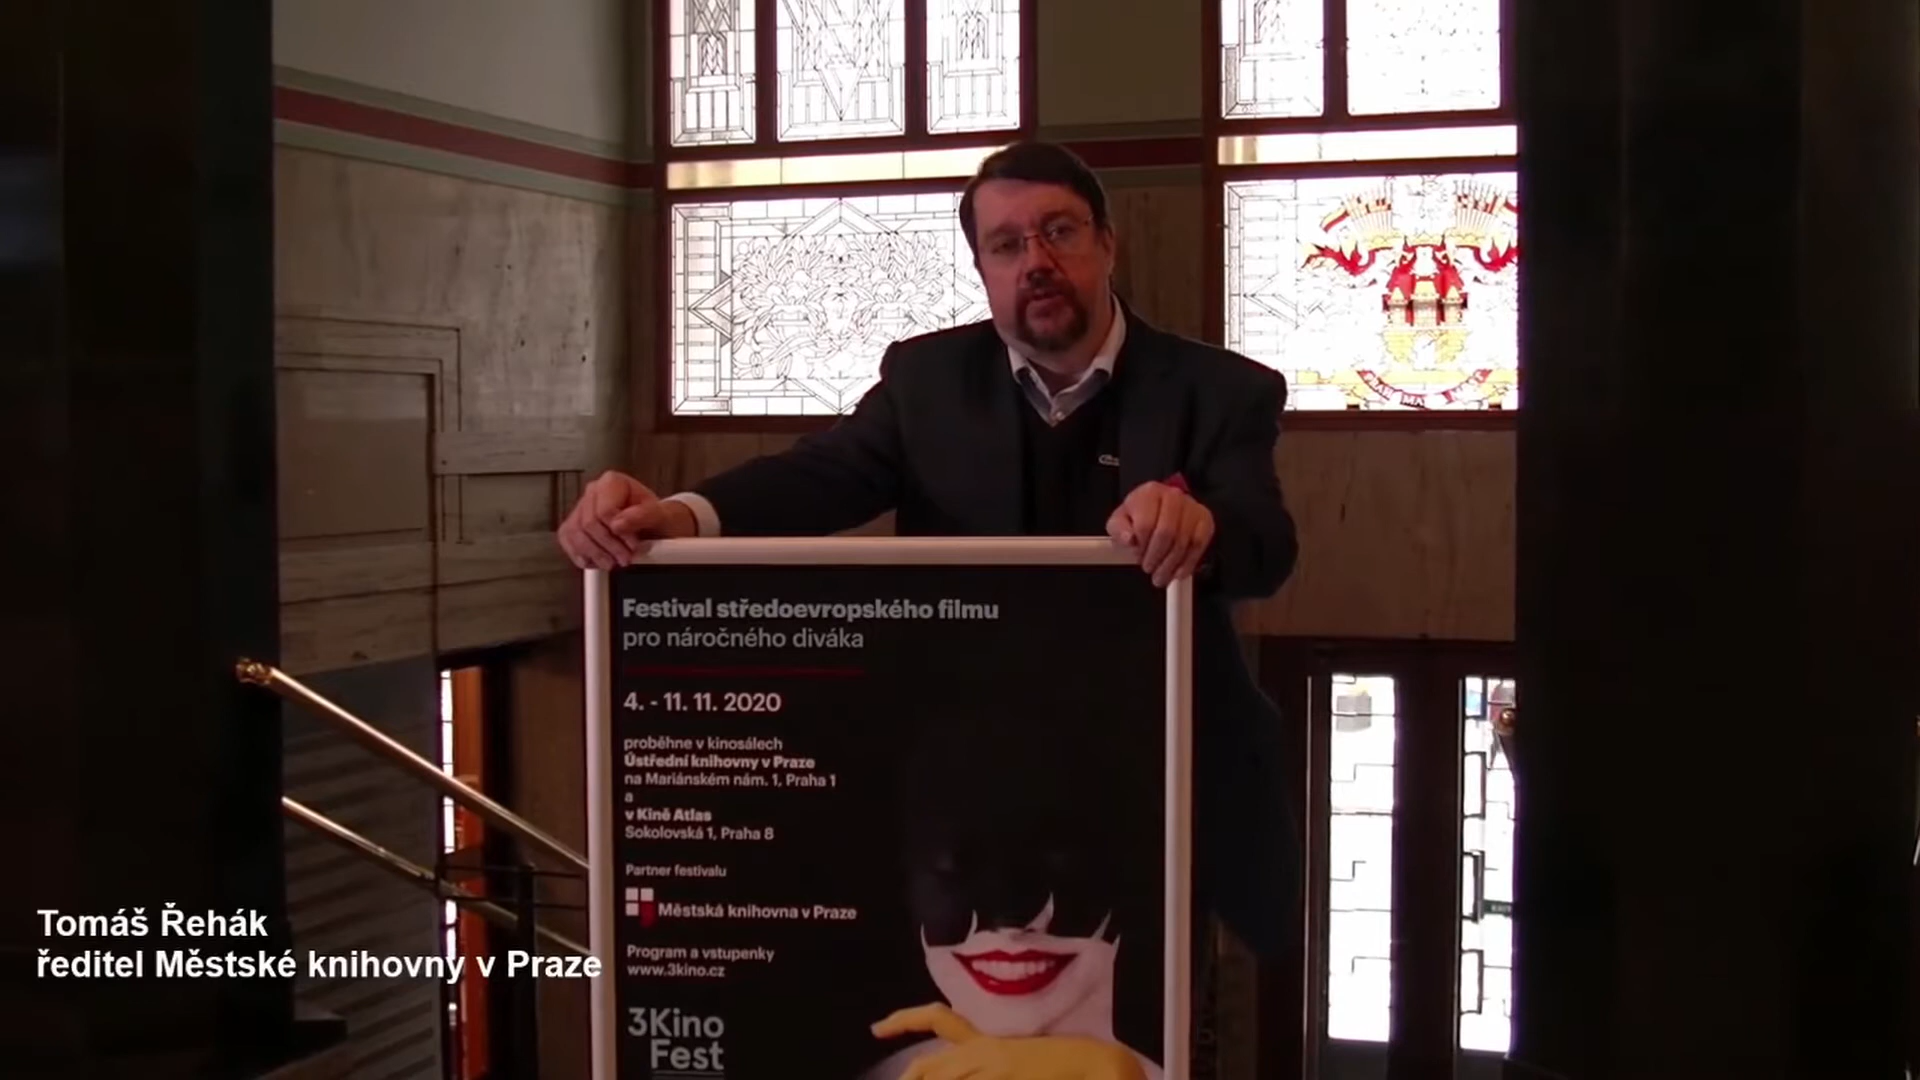 Festival středoevropského filmu
pro náročného diváka
4. - 11. 11. 2020
proběhne v kinosálech
Ústřední knihovny v Praze
na Mariánském nám. 1, Praha 1
a
v Kině Atlas
Sokolovská 1, Praha 8
Partner festivalu
Městská knihovna v Praze
Program a vstupenky
www.3kino.cz
3Kino
Fest
Tomáš Řehák
ředitel Městské knihovny v Praze